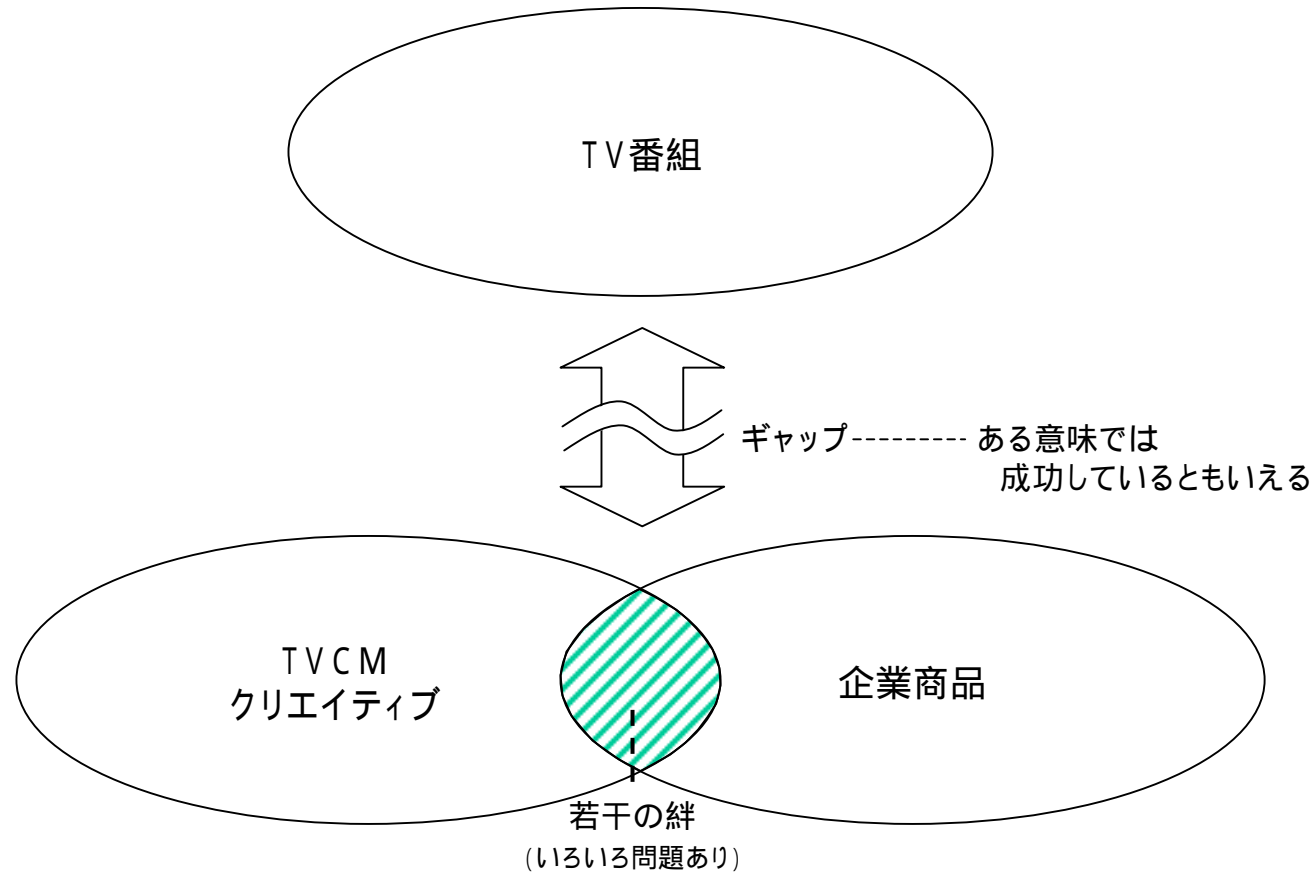 TV番組
ギャップ--------- ある意味では
成功しているともいえる
TVCM
クリエイティブ
企業商品
若干の絆
(いろいろ問題あり)